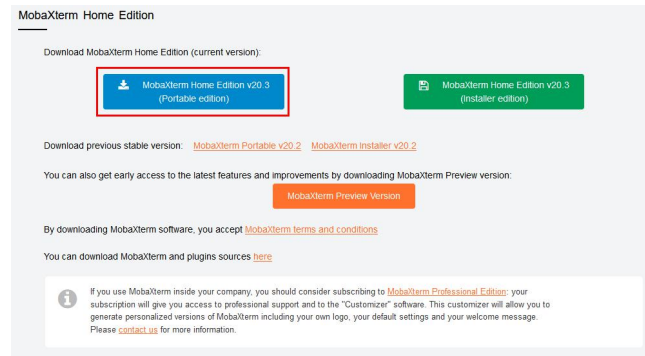 MobaXterm Home Edition
Download MobaXterm Home Edition (current version):
MobaXterm Home Edition v20.3
(Portable edition)
MobaXterm Home Edition v20.3
(Installer edition)
Download previous stable version: MobaXterm Portable v20.2 MobaXterm Installer v20.2
You can also get early access to the latest features and improvements by downloading MobaXterm Preview version:
MobaXterm Preview Version
By downloading MobaXterm software, you accept MobaXterm terms and conditions
You can download MobaXterm and plugins sources here
If you use MobaXterm inside your company, you should consider subscribing to MobaXterm Professional Edition: your
subscription will give you access to professional support and to the "Customizer" software. This customizer will allow you to
generate personalized versions of MobaXterm including your own logo, your default settings and your welcome message.
Please contact us for more information.